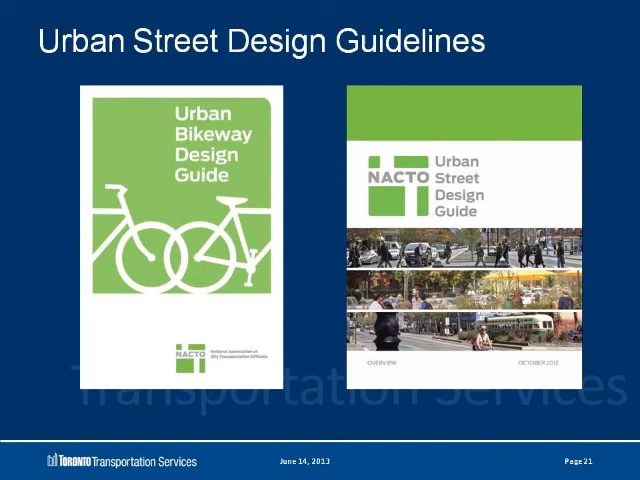 Urban Street Design Guidelines
Urban
Bikeway
Design
Guide
NACTO
National Association of
City Transportation Officials
NACTO
Urban
Street
Design
Guide
OVERVIEW
OCTOBER 2012
Transportation Services
TORONTO Transportation Services
June 14, 2013
Page 21